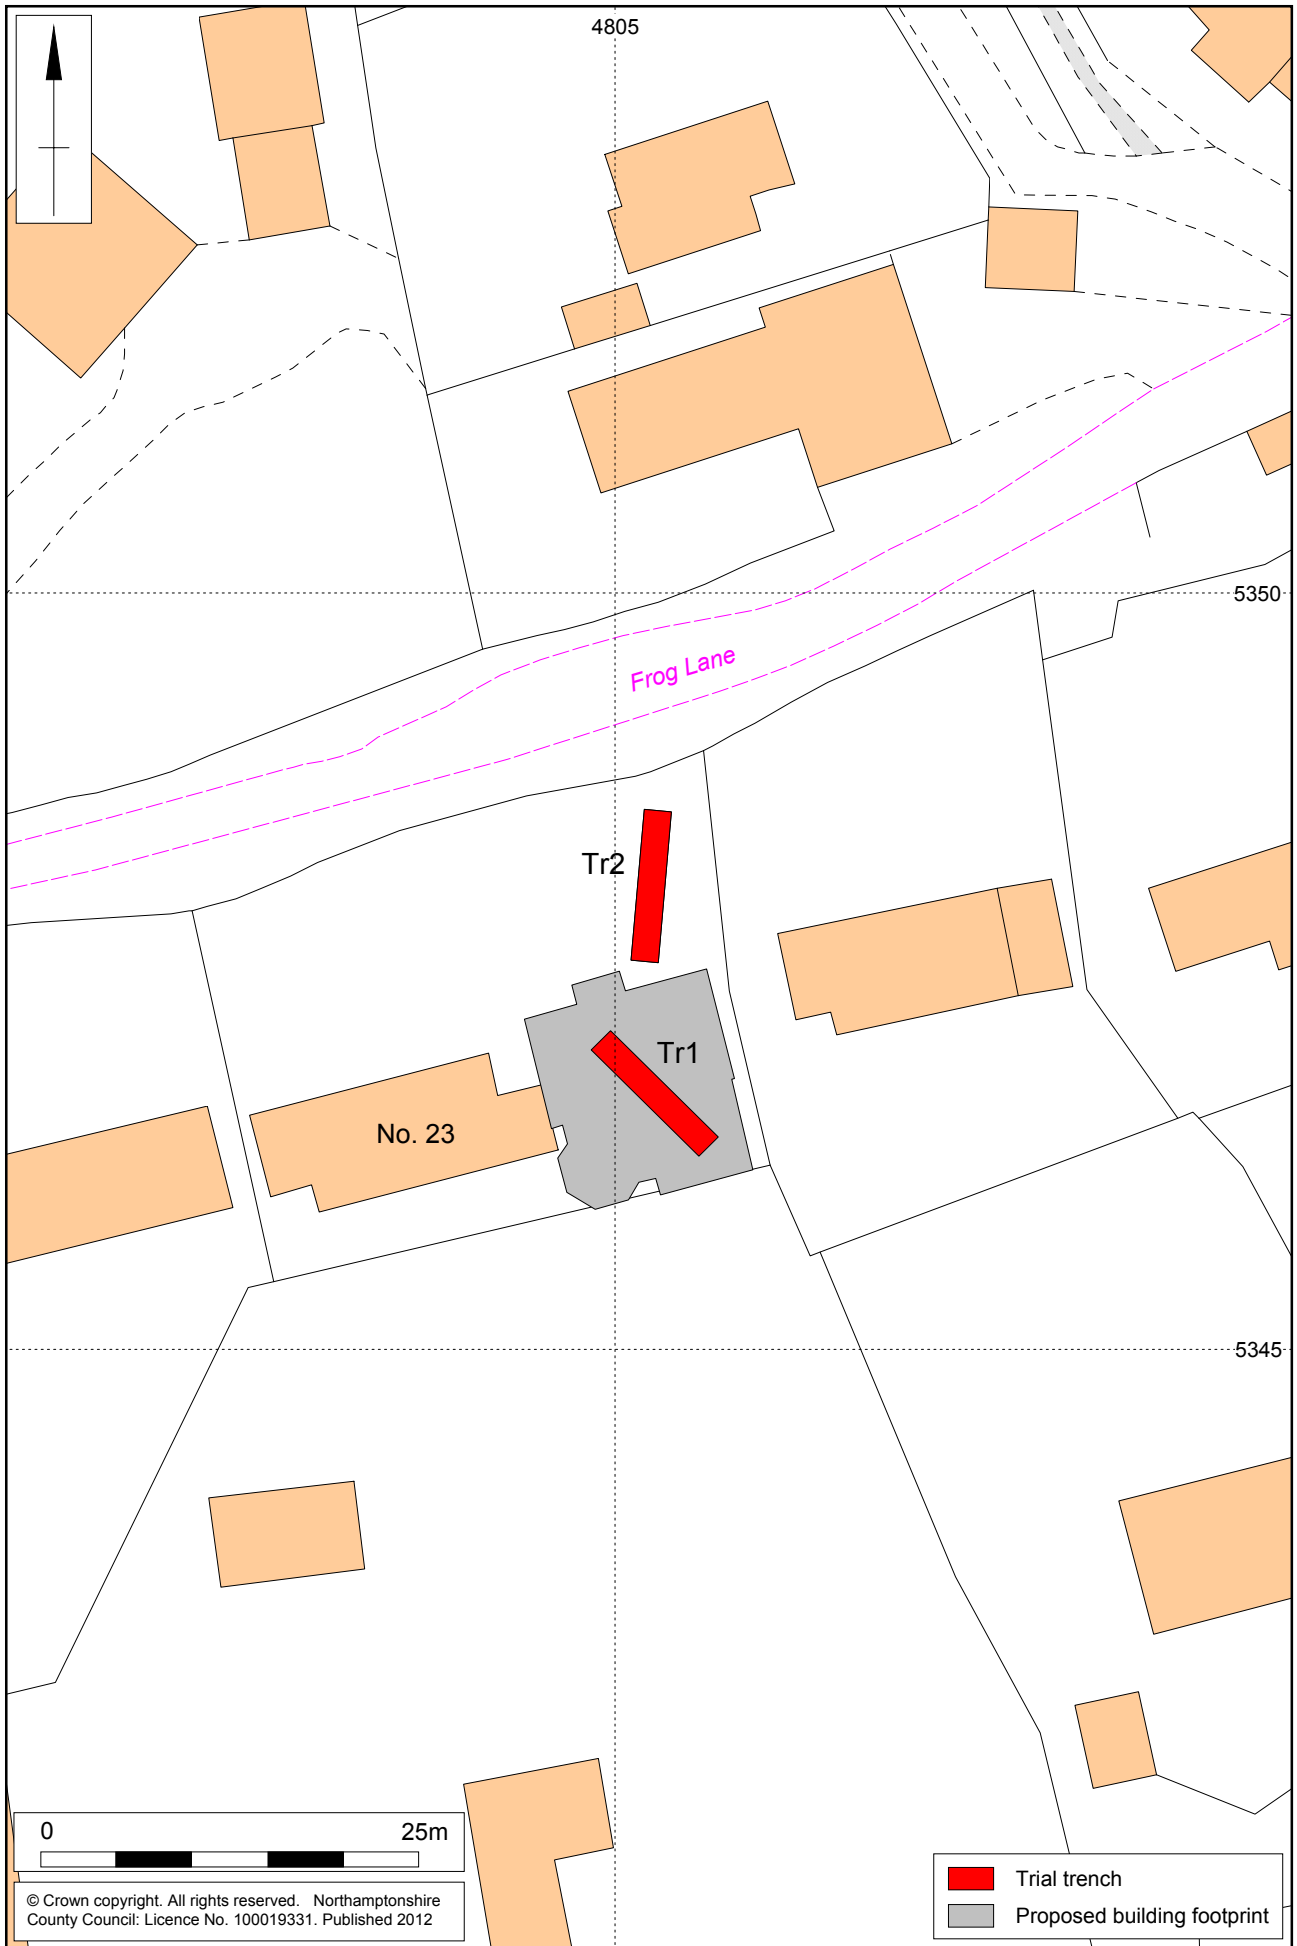 4805
5350
Frog Lane
Tr2
Tr1
No. 23
5345
0 25m
© Crown copyright. All rights reserved. Northamptonshire
County Council: Licence No. 100019331. Published 2012
Trial trench
Proposed building footprint